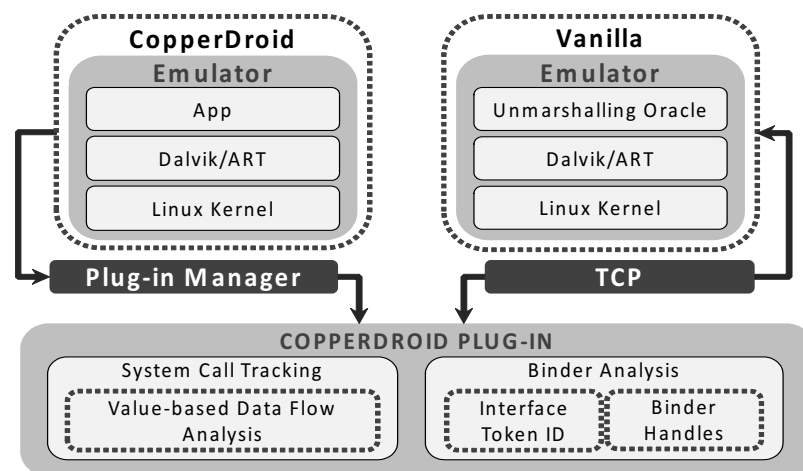 CopperDroid
Emulator
App
Dalvik/ART
Linux Kernel
Vanilla
Emulator
Unmarshalling Oracle
Dalvik/ART
Linux Kernel
Plug-in Manager
TCP
COPPERDROID PLUG-IN
System Call Tracking
Value-based Data Flow
Analysis
Binder Analysis
Interface
Token ID
Binder
Handles